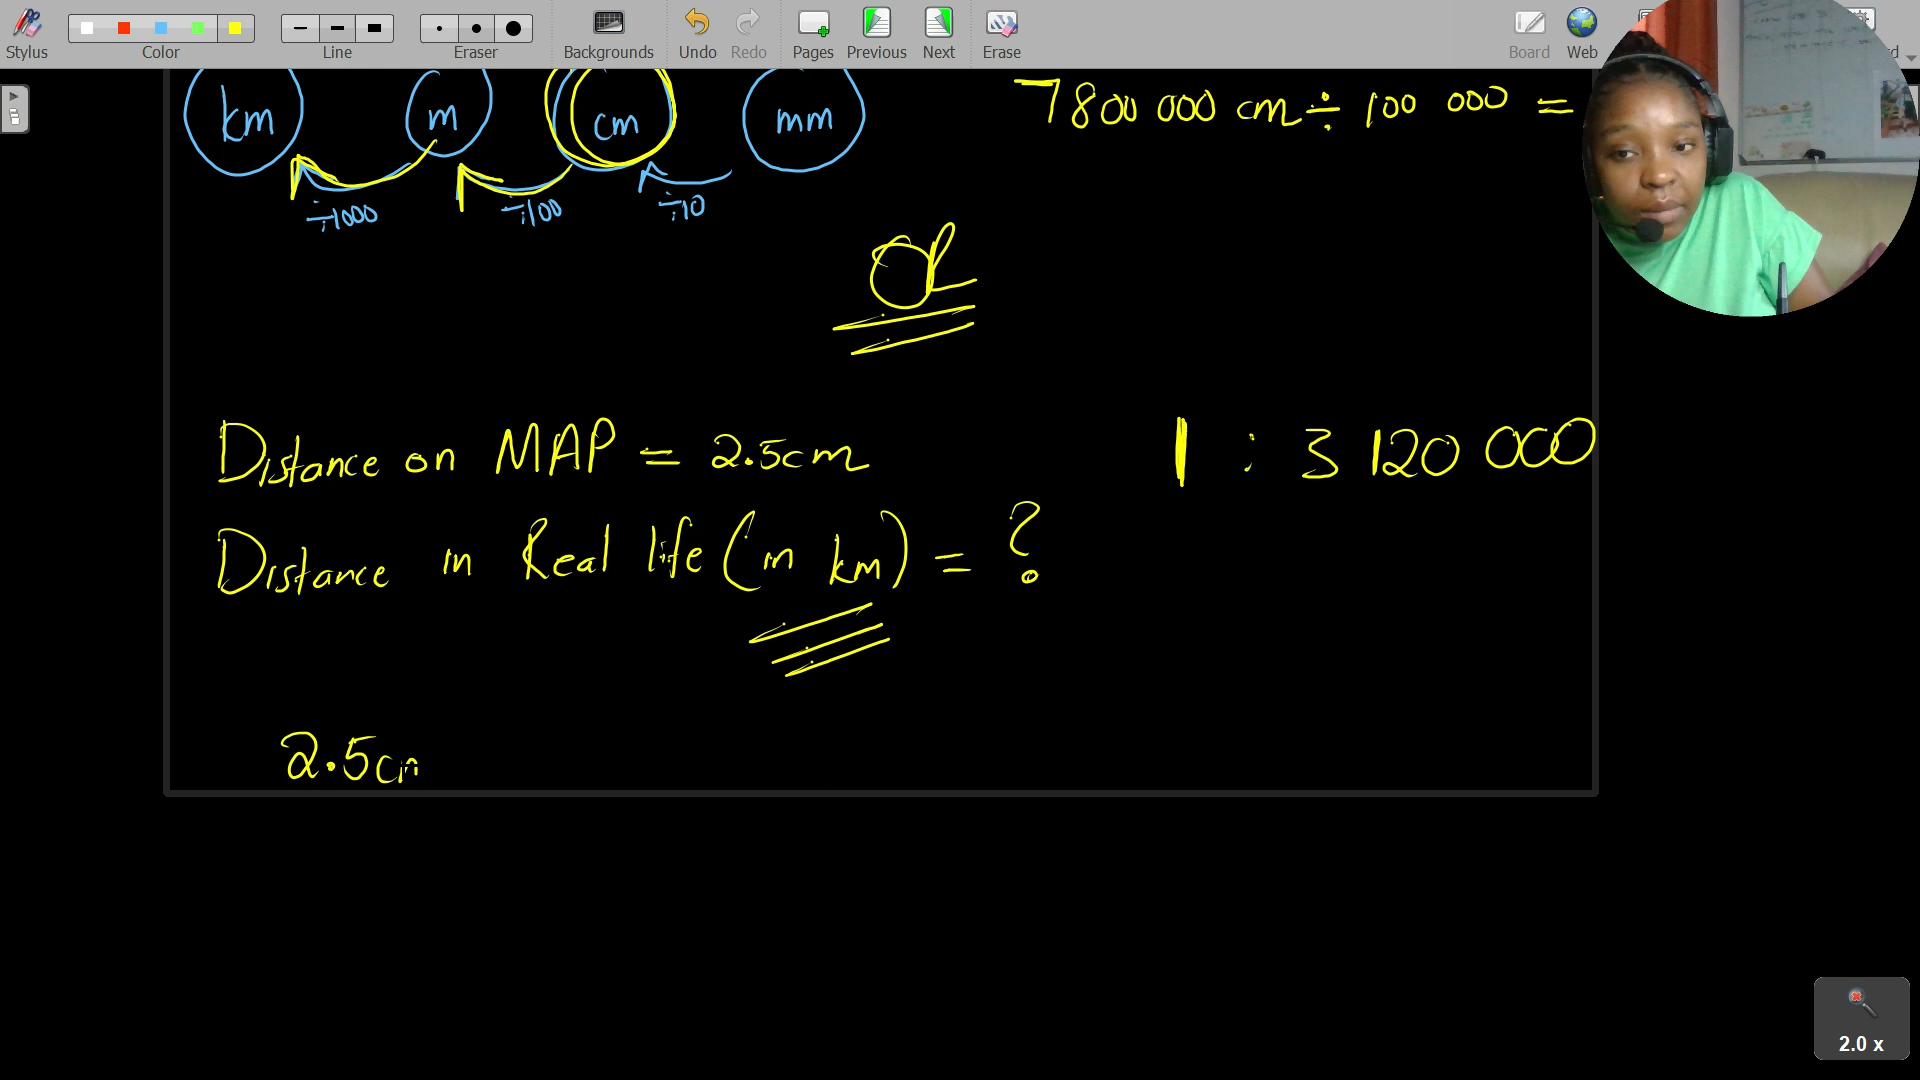 Stylus Color Line Eraser Backgrounds Undo Redo Pages Previous Next Erase Board Web
km m cm mm 7800 000 cm ÷ 100 000 =
÷1000 ÷100 ÷10
Distance on MAP = 2.5cm 1 : 3 120 000
Distance in Real life (in km) = ?
2.5cm
2.0 x